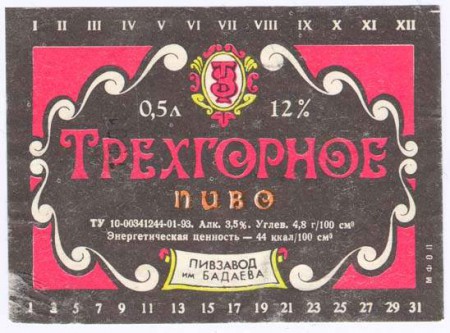 I II III IV V VI VII VIII IX X XI XII
0,5л 12%
ТРЕХГОРНОЕ
ПИВО
ТУ 10-00341244-01-93. Алк. 3,5%. Углев. 4,8 г/100 см³
Энергетическая ценность — 44 ккал/100 см³
ПИВЗАВОД
им БАДАЕВА
1 3 5 7 9 11 13 15 17 19 21 23 25 27 29 31
МФОП